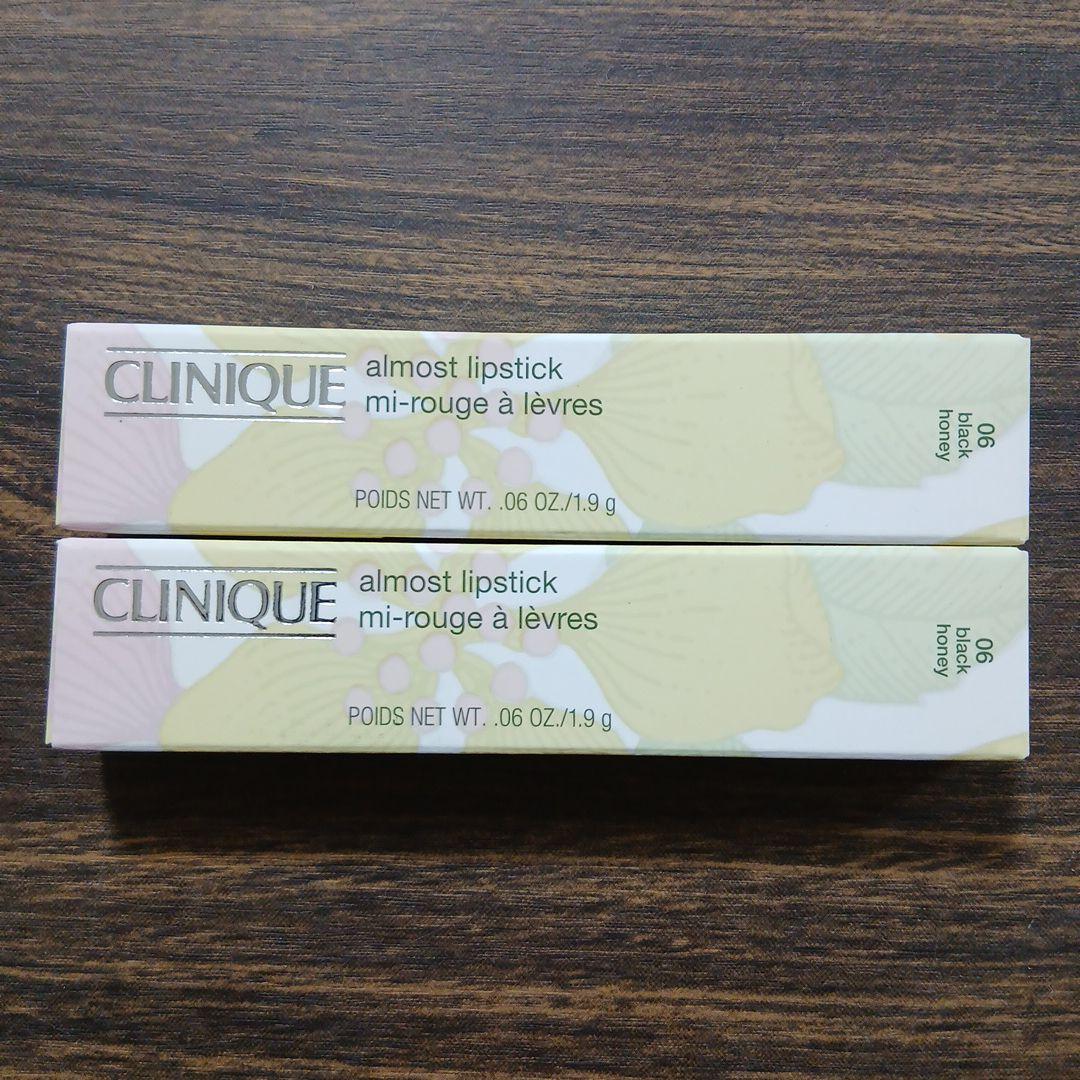 CLINIQUE
almost lipstick
mi-rouge à lèvres
POIDS NET WT. .06 OZ./1.9 g
06
black
honey
CLINIQUE
almost lipstick
mi-rouge à lèvres
POIDS NET WT. .06 OZ./1.9 g
06
black
honey